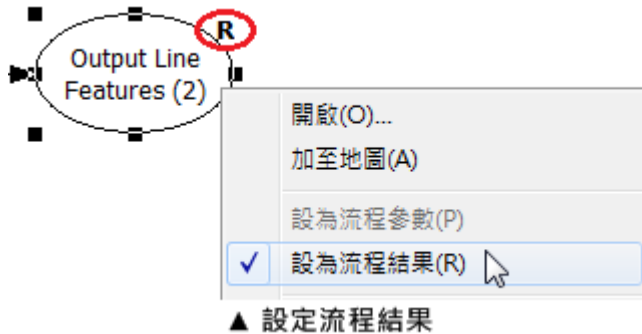 R
Output Line
Features (2)
開啟(O)...
加至地圖(A)
設為流程參數(P)
✓ 設為流程結果(R)
▲ 設定流程結果